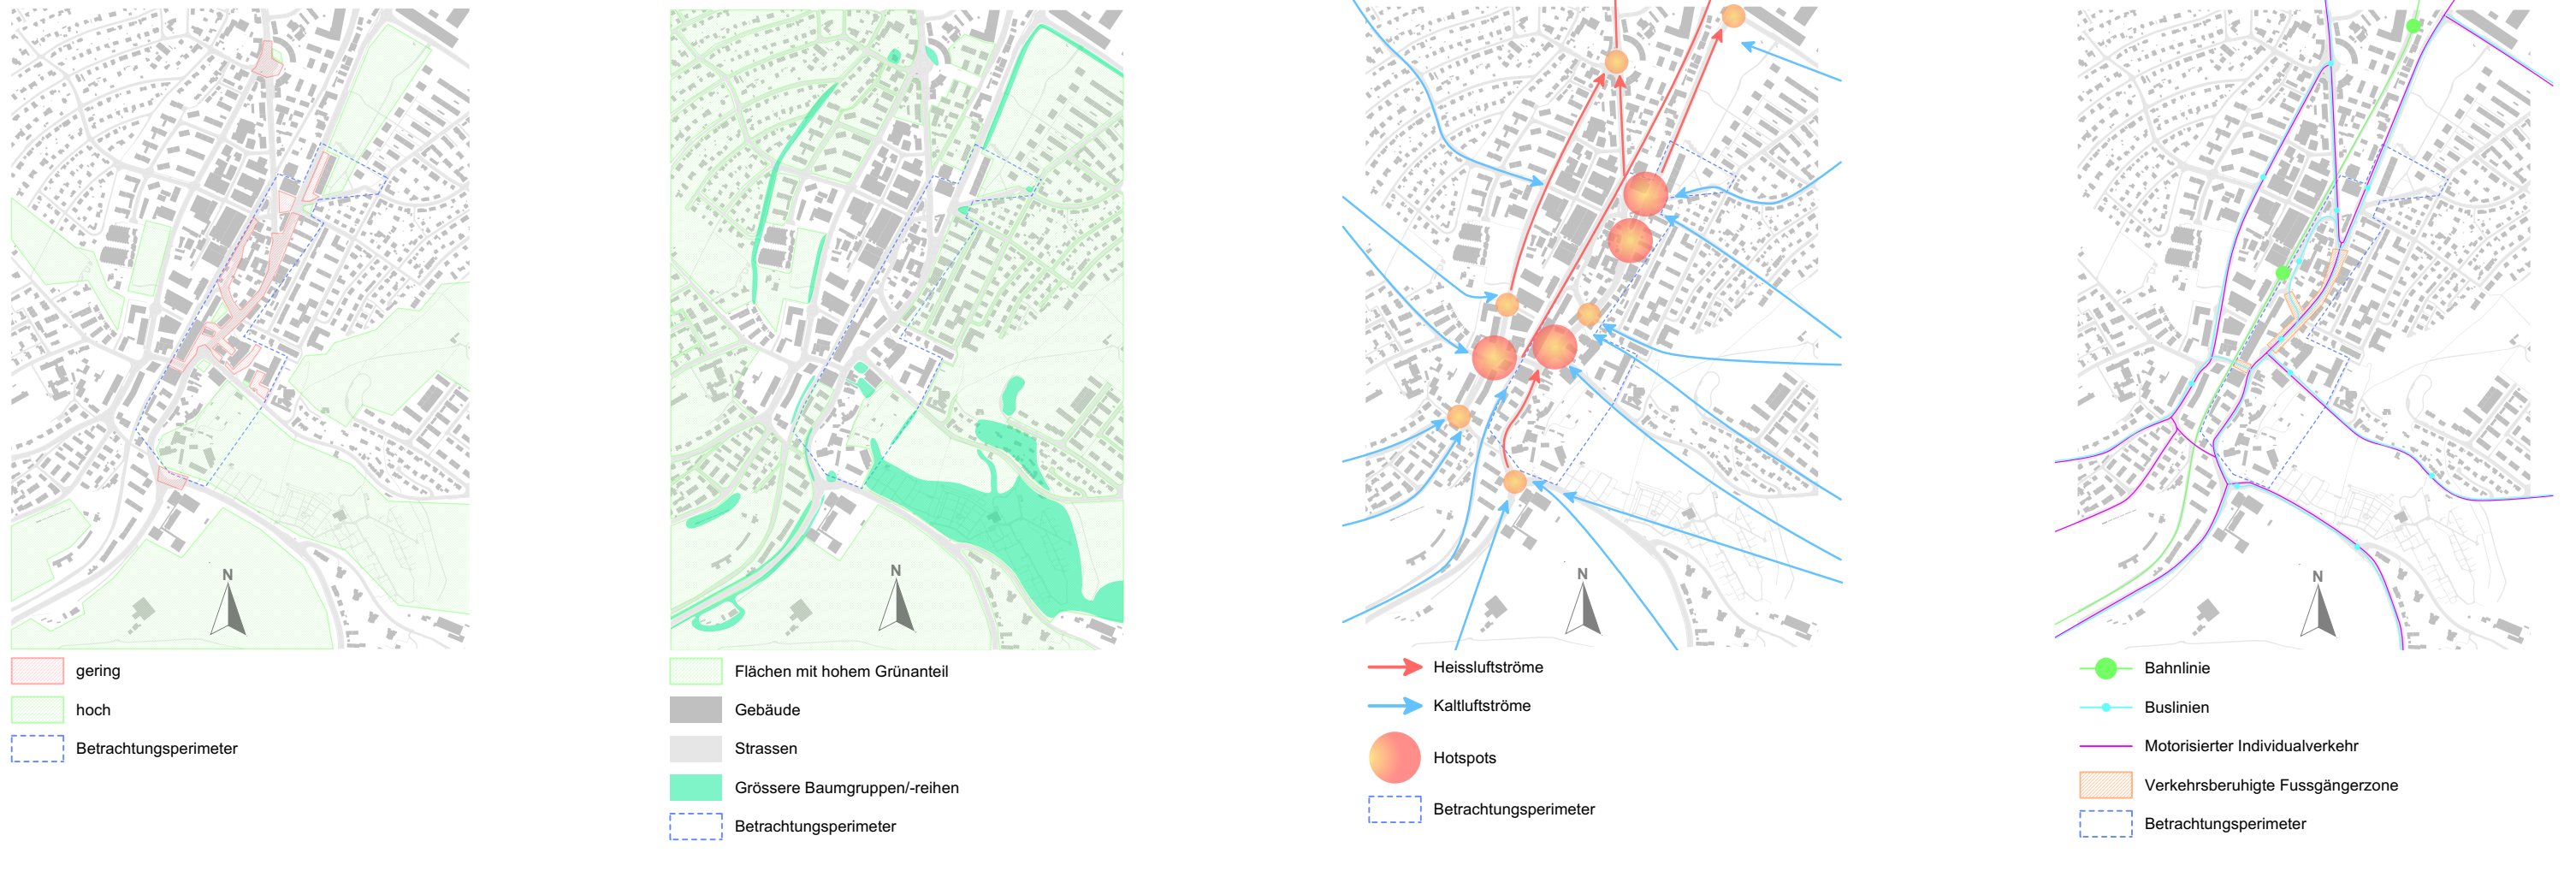 N
gering
hoch
Betrachtungsperimeter
N
Flächen mit hohem Grünanteil
Gebäude
Strassen
Grössere Baumgruppen/-reihen
Betrachtungsperimeter
N
Heissluftströme
Kaltluftströme
Hotspots
Betrachtungsperimeter
N
Bahnlinie
Buslinien
Motorisierter Individualverkehr
Verkehrsberuhigte Fussgängerzone
Betrachtungsperimeter